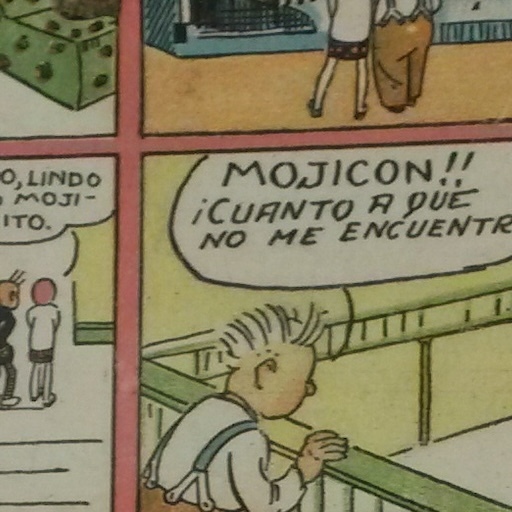 O, LINDO
MOJI-
ITO.
MOJICON!!
¡CUANTO A QUE
NO ME ENCUENTR